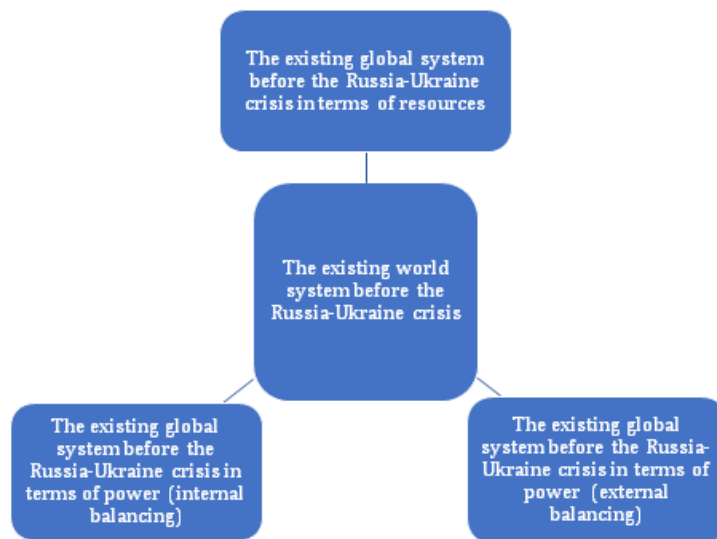 The existing global system
before the Russia-Ukraine
crisis in terms of resources
The existing world
system before the
Russia-Ukraine crisis
The existing global
system before the
Russia-Ukraine crisis in
terms of power (internal
balancing)
The existing global
system before the Russia-
Ukraine crisis in terms of
power (external
balancing)